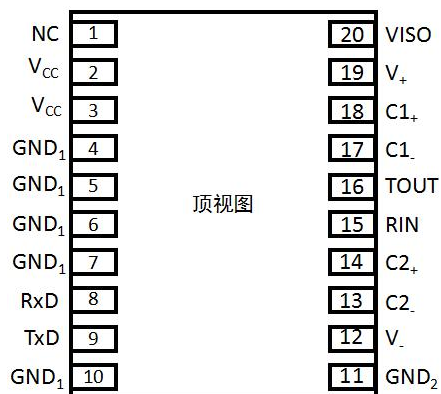 NC 1 20 VISO
VCC 2 19 V+
VCC 3 18 C1+
GND1 4 17 C1-
GND1 5 16 TOUT
顶视图
GND1 6 15 RIN
GND1 7 14 C2+
RxD 8 13 C2-
TxD 9 12 V-
GND1 10 11 GND2